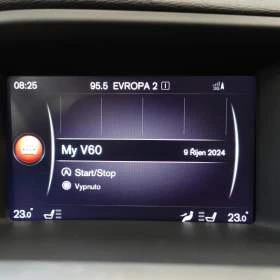 08:25 95.5 EVROPA 2 I A
My V60 9 Říjen 2024
A Start/Stop
Vypnuto
23.0° 23.0°